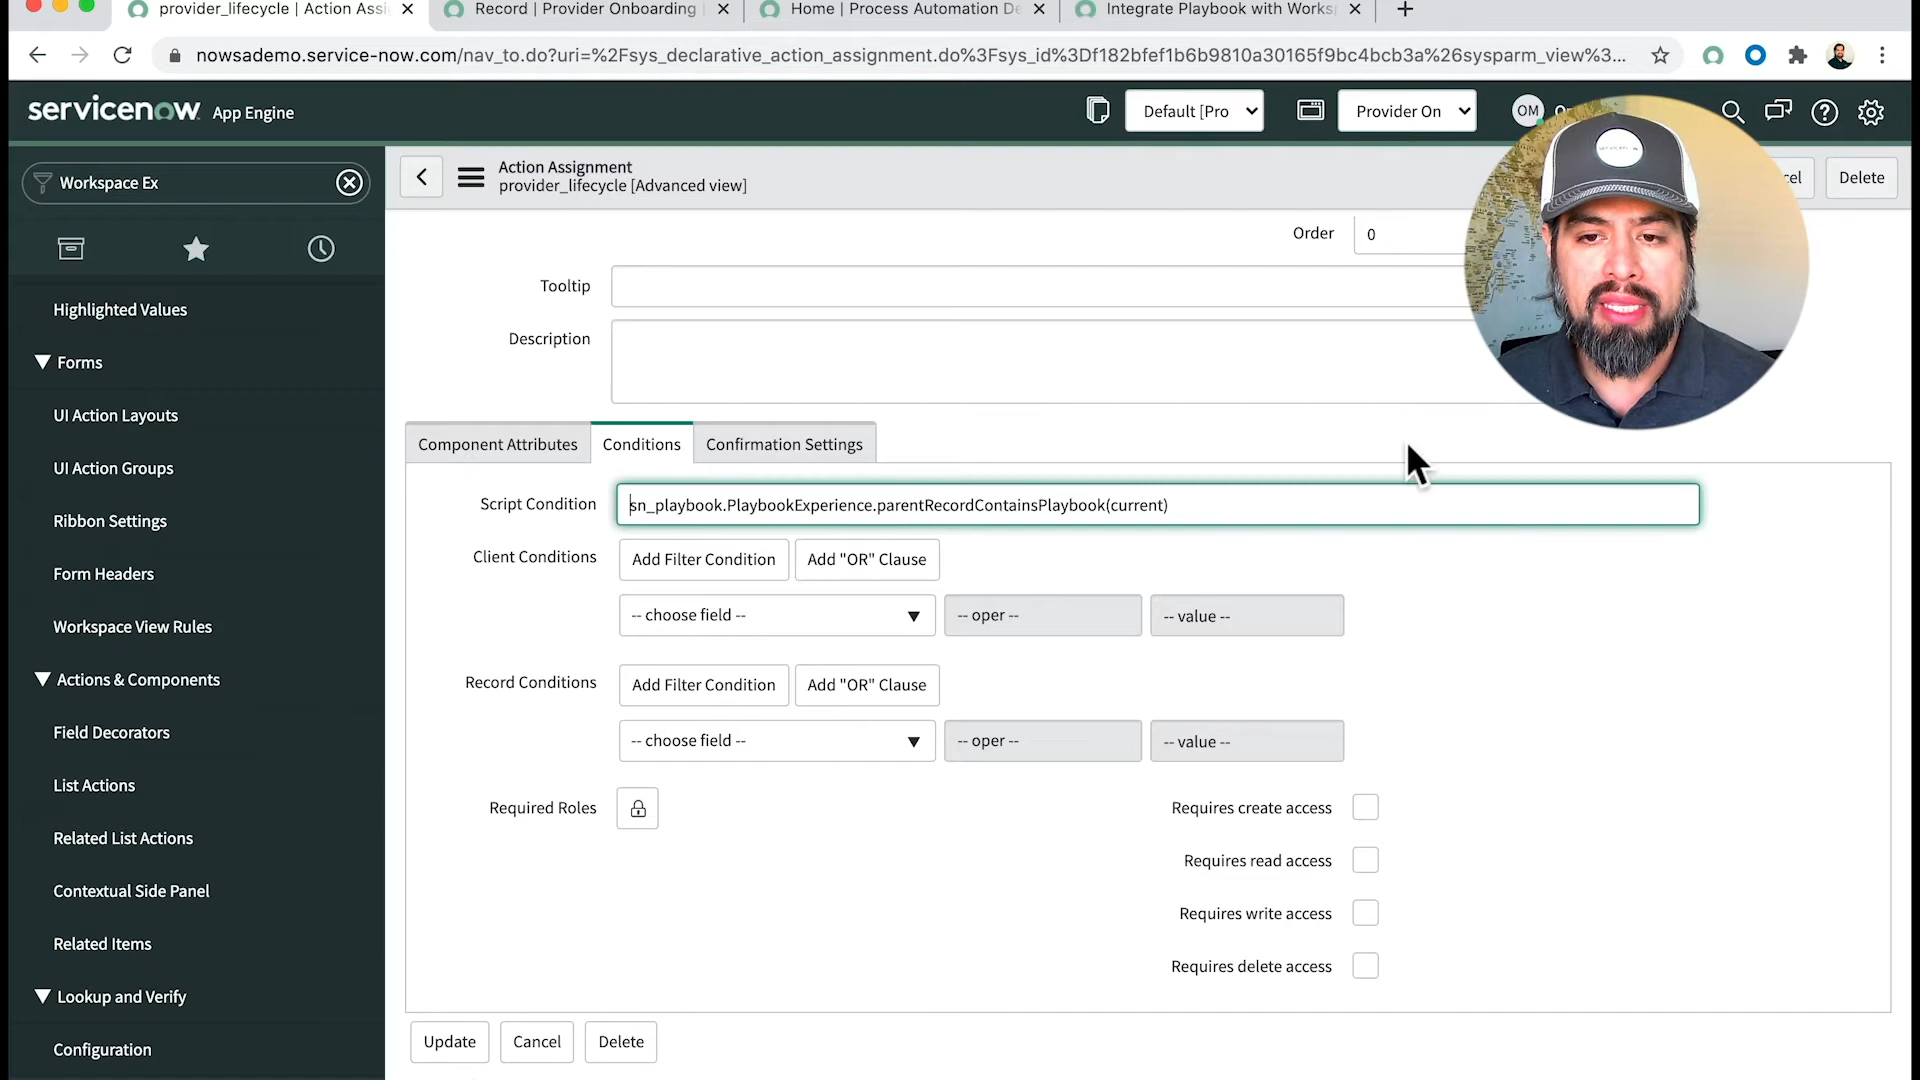 provider_lifecycle | Action Assi
Record | Provider Onboarding
Home | Process Automation De
Integrate Playbook with Works
nowsademo.service-now.com/nav_to.do?uri=%2Fsys_declarative_action_assignment.do%3Fsys_id%3Df182bfef1b6b9810a30165f9bc4bcb3a%26sysparm_view%3...
servicenow App Engine
Default [Pro
Provider On
OM
Workspace Ex
Action Assignment
provider_lifecycle [Advanced view]
cel
Delete
Highlighted Values
Forms
UI Action Layouts
UI Action Groups
Ribbon Settings
Form Headers
Workspace View Rules
Actions & Components
Field Decorators
List Actions
Related List Actions
Contextual Side Panel
Related Items
Lookup and Verify
Configuration
Order 0
Tooltip
Description
Component Attributes
Conditions
Confirmation Settings
Script Condition sn_playbook.PlaybookExperience.parentRecordContainsPlaybook(current)
Client Conditions Add Filter Condition Add "OR" Clause
-- choose field -- -- oper -- -- value --
Record Conditions Add Filter Condition Add "OR" Clause
-- choose field -- -- oper -- -- value --
Required Roles
Requires create access
Requires read access
Requires write access
Requires delete access
Update
Cancel
Delete